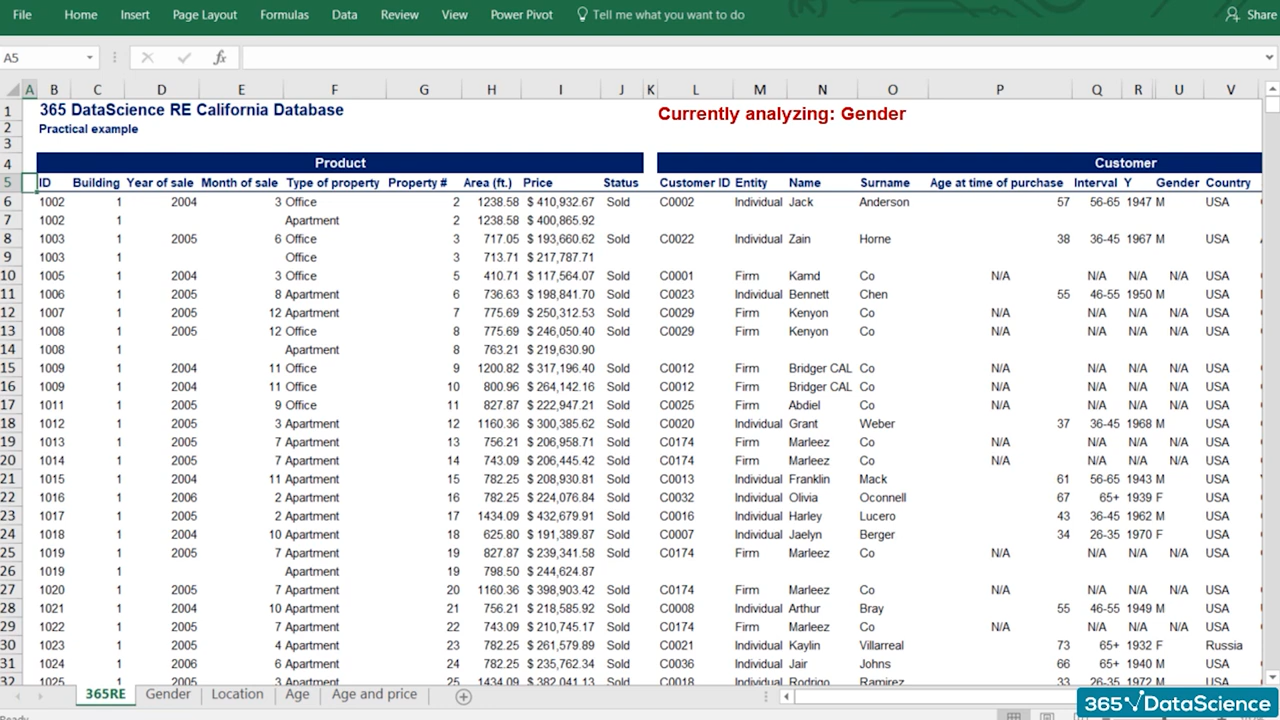 File Home Insert Page Layout Formulas Data Review View Power Pivot Tell me what you want to do Share
A5 fx
A B C D E F G H I J K L M N O P Q R U V
1 365 DataScience RE California Database Currently analyzing: Gender
2 Practical example
3
4 Product Customer
5 ID Building Year of sale Month of sale Type of property Property # Area (ft.) Price Status Customer ID Entity Name Surname Age at time of purchase Interval Y Gender Country
6 1002 1 2004 3 Office 2 1238.58 $ 410,932.67 Sold C0002 Individual Jack Anderson 57 56-65 1947 M USA
7 1002 1 Apartment 2 1238.58 $ 400,865.92
8 1003 1 2005 6 Office 3 717.05 $ 193,660.62 Sold C0022 Individual Zain Horne 38 36-45 1967 M USA
9 1003 1 Office 3 713.71 $ 217,787.71
10 1005 1 2004 3 Office 5 410.71 $ 117,564.07 Sold C0001 Firm Kamd Co N/A N/A N/A N/A USA
11 1006 1 2005 8 Apartment 6 736.63 $ 198,841.70 Sold C0023 Individual Bennett Chen 55 46-55 1950 M USA
12 1007 1 2005 12 Apartment 7 775.69 $ 250,312.53 Sold C0029 Firm Kenyon Co N/A N/A N/A N/A USA
13 1008 1 2005 12 Office 8 775.69 $ 246,050.40 Sold C0029 Firm Kenyon Co N/A N/A N/A N/A USA
14 1008 1 Apartment 8 763.21 $ 219,630.90
15 1009 1 2004 11 Office 9 1200.82 $ 317,196.40 Sold C0012 Firm Bridger CAL Co N/A N/A N/A N/A USA
16 1009 1 2004 11 Office 10 800.96 $ 264,142.16 Sold C0012 Firm Bridger CAL Co N/A N/A N/A N/A USA
17 1011 1 2005 9 Office 11 827.87 $ 222,947.21 Sold C0025 Firm Abdiel Co N/A N/A N/A N/A USA
18 1012 1 2005 3 Apartment 12 1160.36 $ 300,385.62 Sold C0020 Individual Grant Weber 37 36-45 1968 M USA
19 1013 1 2005 7 Apartment 13 756.21 $ 206,958.71 Sold C0174 Firm Marleez Co N/A N/A N/A N/A USA
20 1014 1 2005 7 Apartment 14 743.09 $ 206,445.42 Sold C0174 Firm Marleez Co N/A N/A N/A N/A USA
21 1015 1 2004 11 Apartment 15 782.25 $ 208,930.81 Sold C0013 Individual Franklin Mack 61 56-65 1943 M USA
22 1016 1 2006 2 Apartment 16 782.25 $ 224,076.84 Sold C0032 Individual Olivia Oconnell 67 65+ 1939 F USA
23 1017 1 2005 2 Apartment 17 1434.09 $ 432,679.91 Sold C0016 Individual Harley Lucero 43 36-45 1962 M USA
24 1018 1 2004 10 Apartment 18 625.80 $ 191,389.87 Sold C0007 Individual Jaelyn Berger 34 26-35 1970 F USA
25 1019 1 2005 7 Apartment 19 827.87 $ 239,341.58 Sold C0174 Firm Marleez Co N/A N/A N/A N/A USA
26 1019 1 Apartment 19 798.50 $ 244,624.87
27 1020 1 2005 7 Apartment 20 1160.36 $ 398,903.42 Sold C0174 Firm Marleez Co N/A N/A N/A N/A USA
28 1021 1 2004 10 Apartment 21 756.21 $ 218,585.92 Sold C0008 Individual Arthur Bray 55 46-55 1949 M USA
29 1022 1 2005 7 Apartment 22 743.09 $ 210,745.17 Sold C0174 Firm Marleez Co N/A N/A N/A N/A USA
30 1023 1 2005 4 Apartment 23 782.25 $ 261,579.89 Sold C0021 Individual Kaylin Villarreal 73 65+ 1932 F Russia
31 1024 1 2006 6 Apartment 24 782.25 $ 235,762.34 Sold C0036 Individual Jair Johns 66 65+ 1940 M USA
32 1025 1 2005 3 Apartment 25 1434.09 $ 382,041.13 Sold C0018 Individual Rodrigo Ramirez 33 26-35 1972 M USA
365RE Gender Location Age Age and price
365 DataScience